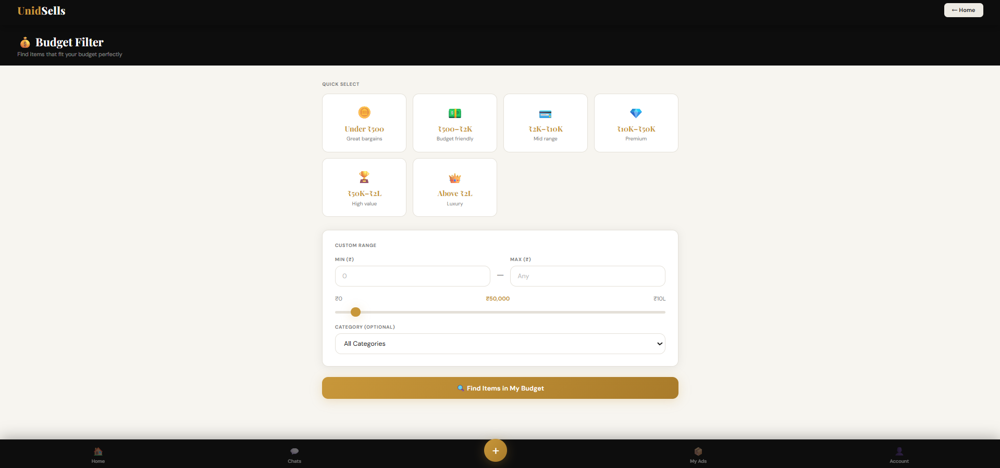 UnidSells
← Home
Budget Filter
Find items that fit your budget perfectly
QUICK SELECT
Under ₹500
Great bargains
₹500–₹2K
Budget friendly
₹2K–₹10K
Mid range
₹10K–₹50K
Premium
₹50K–₹2L
High value
Above ₹2L
Luxury
CUSTOM RANGE
MIN (₹)
MAX (₹)
0
—
Any
₹0
₹50,000
₹10L
CATEGORY (OPTIONAL)
All Categories
Find Items in My Budget
+
Home
Chats
My Ads
Account